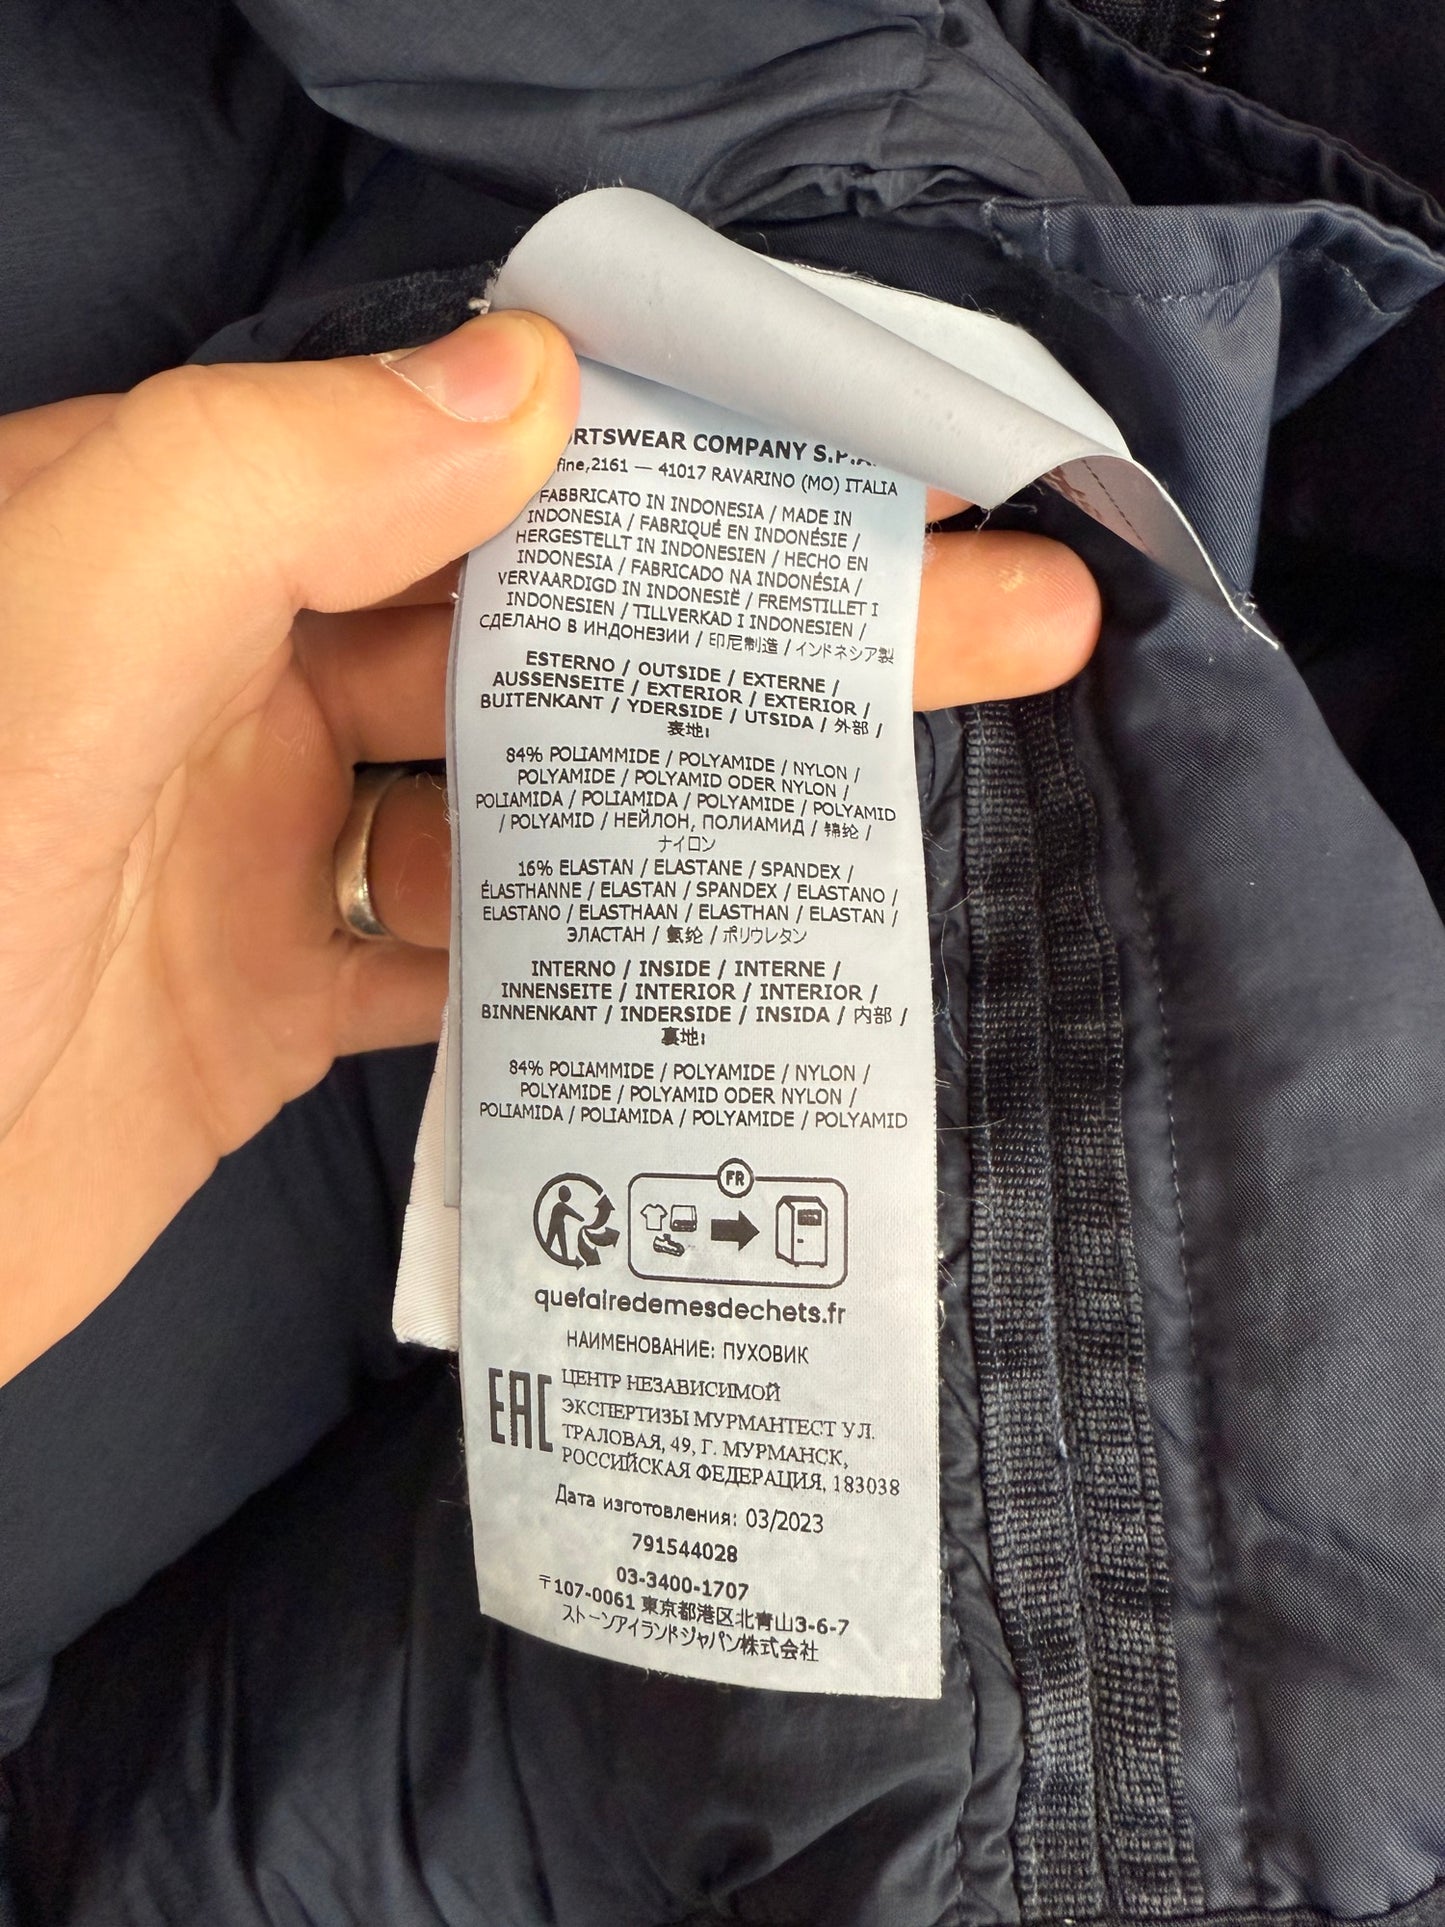 ORTSWEAR COMPANY S.P.A.
fine,2161 — 41017 RAVARINO (MO) ITALIA
FABBRICATO IN INDONESIA / MADE IN
INDONESIA / FABRIQUÉ EN INDONÉSIE /
HERGESTELLT IN INDONESIEN / HECHO EN
INDONESIA / FABRICADO NA INDONÉSIA /
VERVAARDIGD IN INDONESIË / FREMSTILLET I
INDONESIEN / TILLVERKAD I INDONESIEN /
СДЕЛАНО В ИНДОНЕЗИИ / 印尼制造 / インドネシア製
ESTERNO / OUTSIDE / EXTERNE /
AUSSENSEITE / EXTERIOR / EXTERIOR /
BUITENKANT / YDERSIDE / UTSIDA / 外部 /
表地:
84% POLIAMMIDE / POLYAMIDE / NYLON /
POLYAMIDE / POLYAMID ODER NYLON /
POLIAMIDA / POLIAMIDA / POLYAMIDE / POLYAMID
/ POLYAMID / НЕЙЛОН, ПОЛИАМИД / 锦纶 /
ナイロン
16% ELASTAN / ELASTANE / SPANDEX /
ÉLASTHANNE / ELASTAN / SPANDEX / ELASTANO /
ELASTANO / ELASTHAAN / ELASTHAN / ELASTAN /
ЭЛАСТАН / 氨纶 / ポリウレタン
INTERNO / INSIDE / INTERNE /
INNENSEITE / INTERIOR / INTERIOR /
BINNENKANT / INDERSIDE / INSIDA / 内部 /
裏地:
84% POLIAMMIDE / POLYAMIDE / NYLON /
POLYAMIDE / POLYAMID ODER NYLON /
POLIAMIDA / POLIAMIDA / POLYAMIDE / POLYAMID
FR
quefairedemesdechets.fr
НАИМЕНОВАНИЕ: ПУХОВИК
EAC
ЦЕНТР НЕЗАВИСИМОЙ
ЭКСПЕРТИЗЫ МУРМАНТЕСТ УЛ.
ТРАЛОВАЯ, 49, Г. МУРМАНСК,
РОССИЙСКАЯ ФЕДЕРАЦИЯ, 183038
Дата изготовления: 03/2023
791544028
03-3400-1707
〒107-0061 東京都港区北青山3-6-7
ストーンアイランドジャパン株式会社